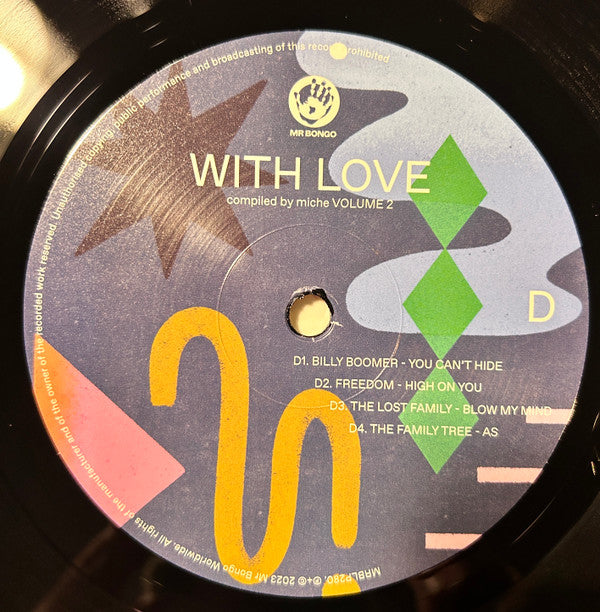 MR BONGO
WITH LOVE
compiled by miche VOLUME 2
D
D1. BILLY BOOMER - YOU CAN'T HIDE
D2. FREEDOM - HIGH ON YOU
D3. THE LOST FAMILY - BLOW MY MIND
D4. THE FAMILY TREE - AS
MRBLP280. ℗+© 2023 Mr Bongo Worldwide. All rights of the manufacturer and of the owner of the recorded work reserved. Unauthorised copying, public performance and broadcasting of this record prohibited